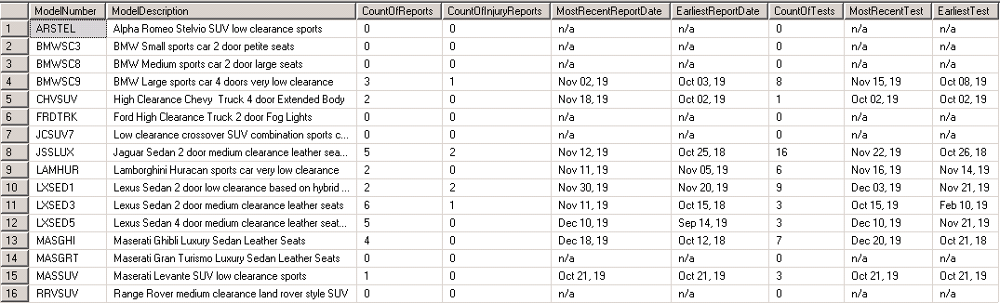 ModelNumber ModelDescription CountOfReports CountOfInjuryReports MostRecentReportDate EarliestReportDate CountOfTests MostRecentTest EarliestTest
1 ARSTEL Alpha Romeo Stelvio SUV low clearance sports 0 0 n/a n/a 0 n/a n/a
2 BMWSC3 BMW Small sports car 2 door petite seats 0 0 n/a n/a 0 n/a n/a
3 BMWSC8 BMW Medium sports car 2 door large seats 0 0 n/a n/a 0 n/a n/a
4 BMWSC9 BMW Large sports car 4 doors very low clearance 3 1 Nov 02, 19 Oct 03, 19 8 Nov 15, 19 Oct 08, 19
5 CHVSUV High Clearance Chevy Truck 4 door Extended Body 2 0 Nov 18, 19 Oct 02, 19 1 Oct 02, 19 Oct 02, 19
6 FRDTRK Ford High Clearance Truck 2 door Fog Lights 0 0 n/a n/a 0 n/a n/a
7 JCSUV7 Low clearance crossover SUV combination sports c... 0 0 n/a n/a 0 n/a n/a
8 JSSLUX Jaguar Sedan 2 door medium clearance leather sea... 5 2 Nov 12, 19 Oct 25, 18 16 Nov 22, 19 Oct 26, 18
9 LAMHUR Lamborghini Huracan sports car very low clearance 2 0 Nov 11, 19 Nov 05, 19 6 Nov 16, 19 Nov 14, 19
10 LXSED1 Lexus Sedan 2 door low clearance based on hybrid ... 2 2 Nov 30, 19 Nov 20, 19 9 Dec 03, 19 Nov 21, 19
11 LXSED3 Lexus Sedan 2 door medium clearance leather seats 6 1 Nov 11, 19 Oct 15, 18 3 Oct 15, 19 Feb 10, 19
12 LXSED5 Lexus Sedan 4 door medium clearance leather seat... 5 0 Dec 10, 19 Sep 14, 19 3 Dec 10, 19 Nov 21, 19
13 MASGHI Maserati Ghibli Luxury Sedan Leather Seats 4 0 Dec 18, 19 Oct 12, 18 7 Dec 20, 19 Oct 21, 18
14 MASGRT Maserati Gran Turismo Luxury Sedan Leather Seats 0 0 n/a n/a 0 n/a n/a
15 MASSUV Maserati Levante SUV low clearance sports 1 0 Oct 21, 19 Oct 21, 19 3 Oct 21, 19 Oct 21, 19
16 RRVSUV Range Rover medium clearance land rover style SUV 0 0 n/a n/a 0 n/a n/a